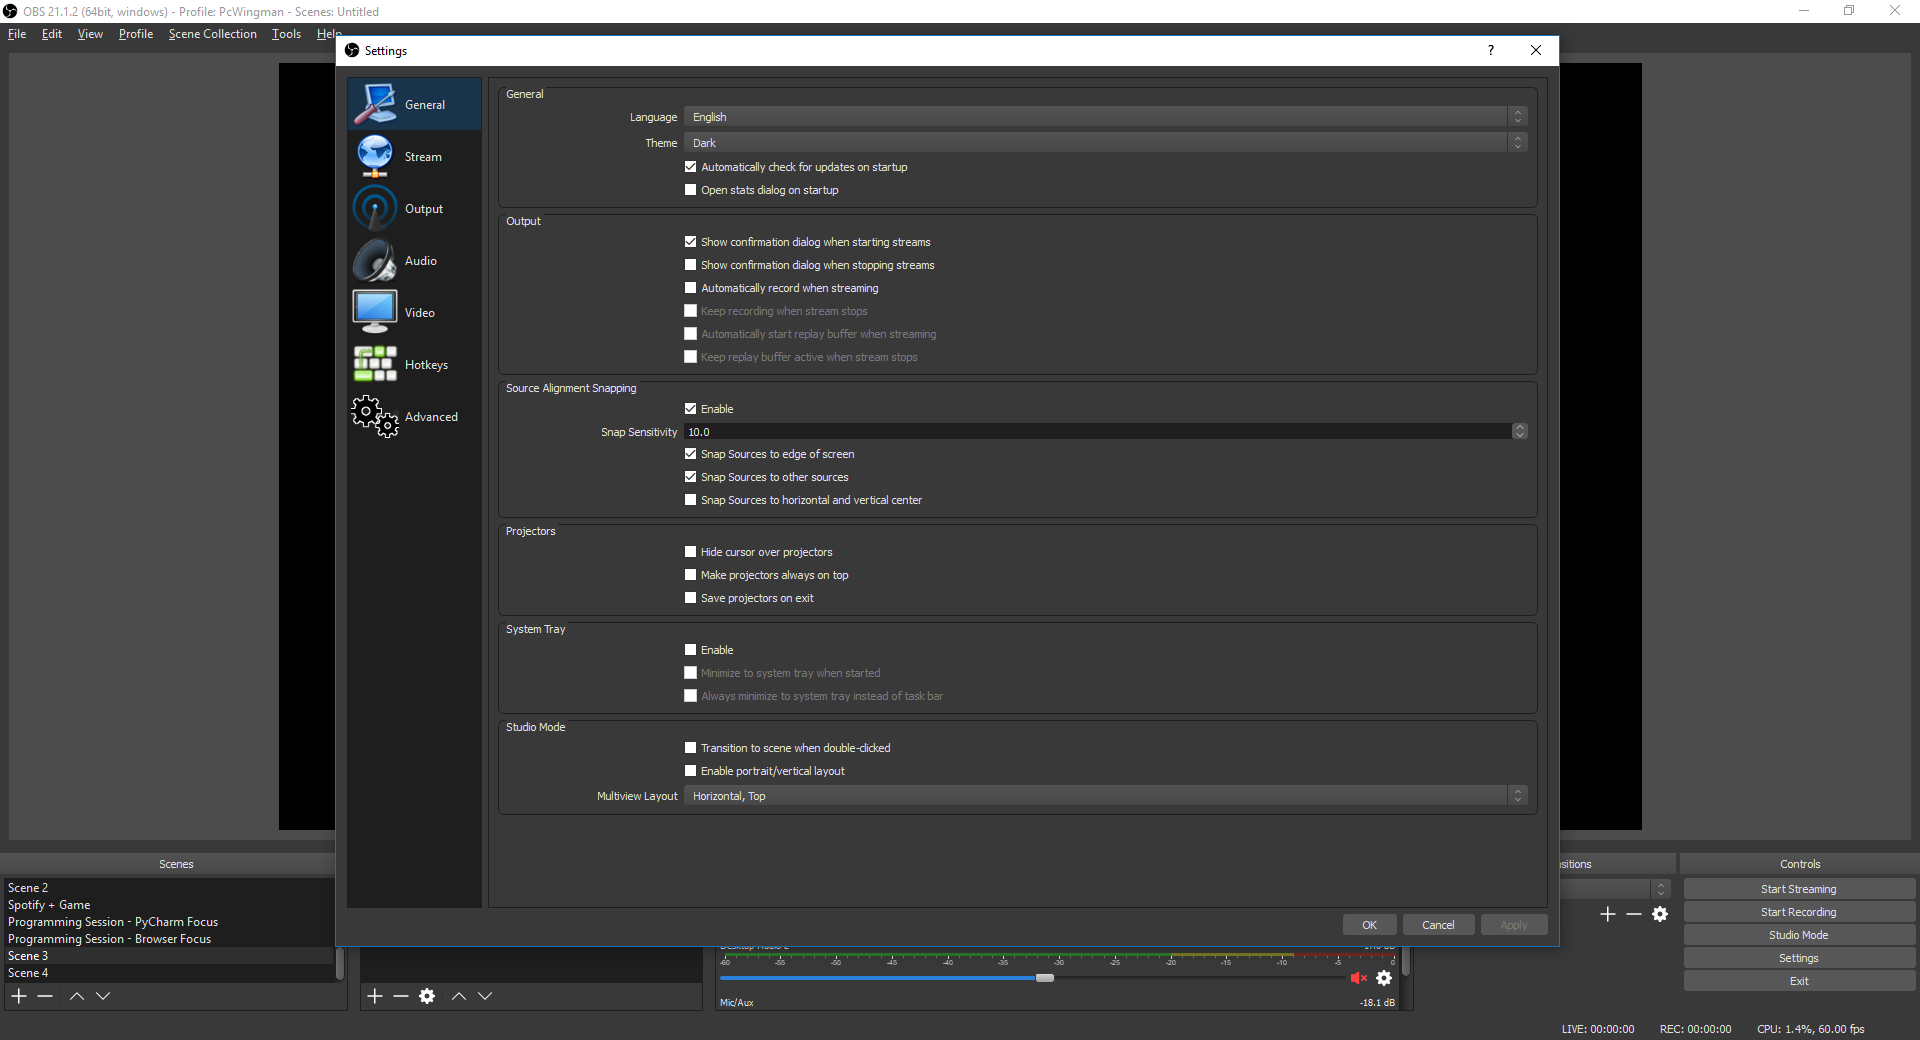 OBS 21.1.2 (64bit, windows) - Profile: PcWingman - Scenes: Untitled
File Edit View Profile Scene Collection Tools Help
Settings
?
General
Stream
Output
Audio
Video
Hotkeys
Advanced
General
Language English
Theme Dark
Automatically check for updates on startup
Open stats dialog on startup
Output
Show confirmation dialog when starting streams
Show confirmation dialog when stopping streams
Automatically record when streaming
Keep recording when stream stops
Automatically start replay buffer when streaming
Keep replay buffer active when stream stops
Source Alignment Snapping
Enable
Snap Sensitivity 10.0
Snap Sources to edge of screen
Snap Sources to other sources
Snap Sources to horizontal and vertical center
Projectors
Hide cursor over projectors
Make projectors always on top
Save projectors on exit
System Tray
Enable
Minimize to system tray when started
Always minimize to system tray instead of task bar
Studio Mode
Transition to scene when double-clicked
Enable portrait/vertical layout
Multiview Layout Horizontal, Top
OK Cancel Apply
Scenes
Scene 2
Spotify + Game
Programming Session - PyCharm Focus
Programming Session - Browser Focus
Scene 3
Scene 4
-60 -55 -50 -45 -40 -35 -30 -25 -20 -15 -10 -5 0
Mic/Aux -18.1 dB
sitions
Controls
Start Streaming
Start Recording
Studio Mode
Settings
Exit
LIVE: 00:00:00 REC: 00:00:00 CPU: 1.4%, 60.00 fps